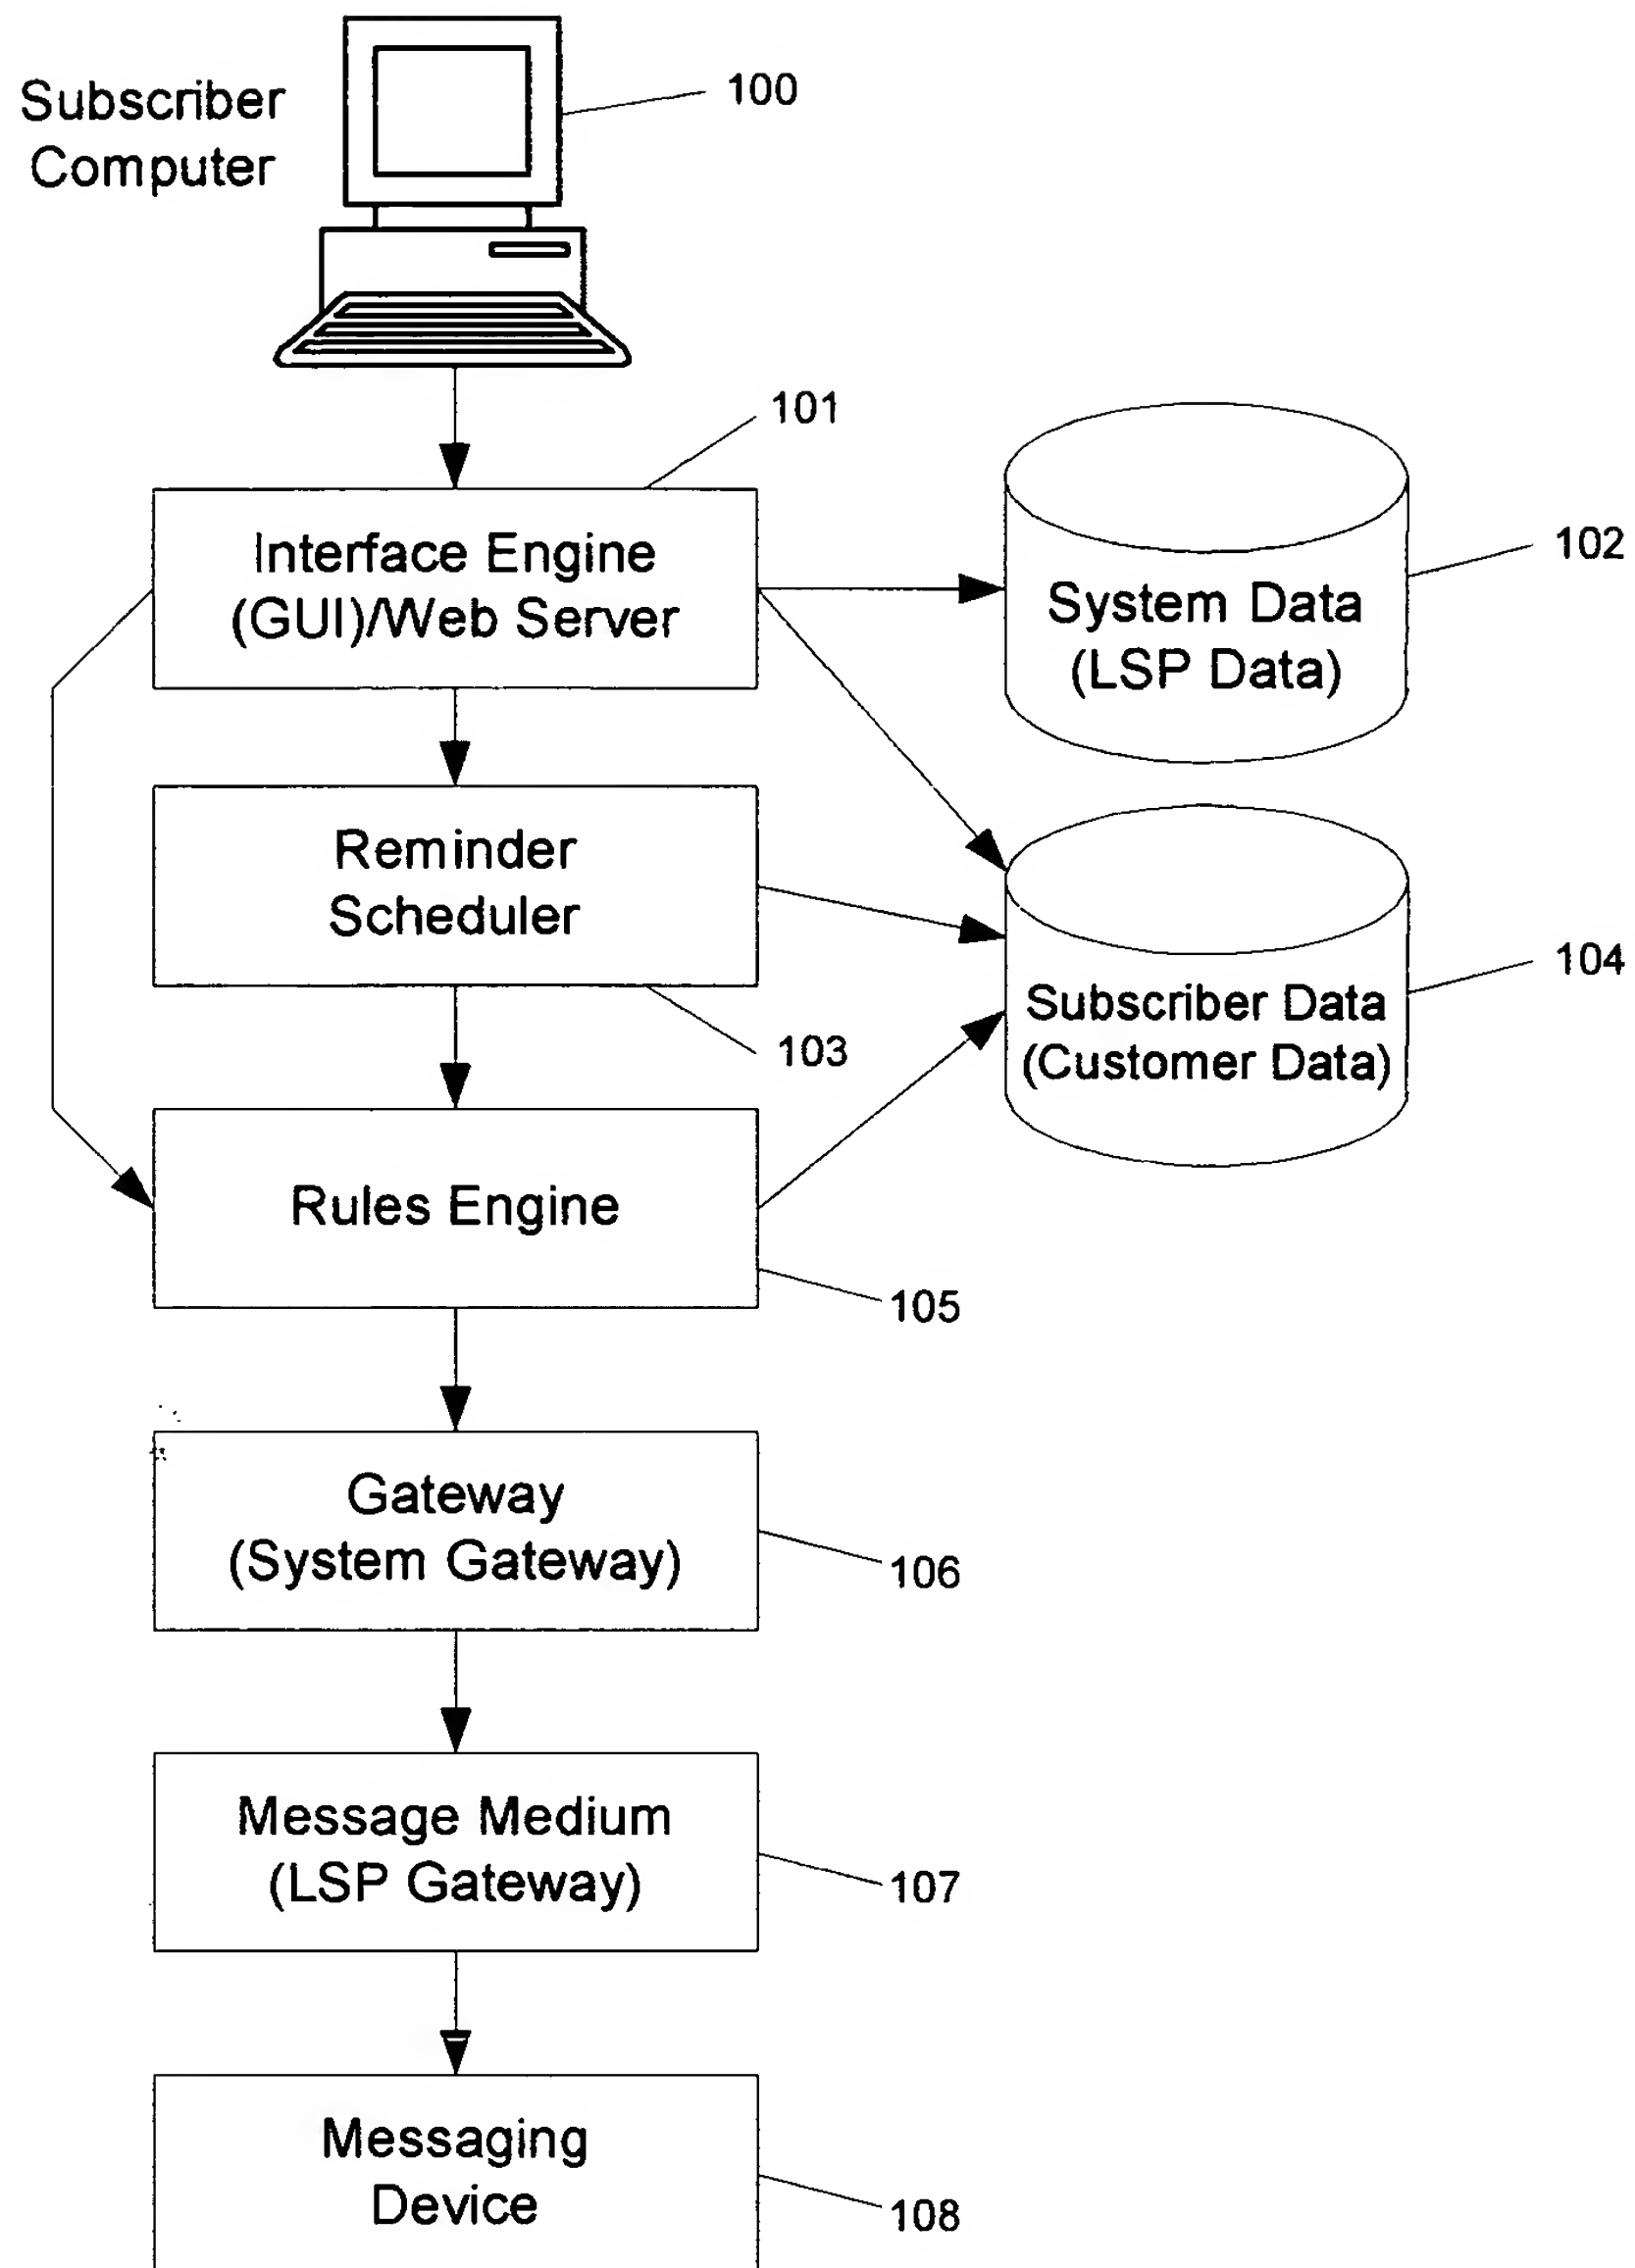 Subscriber
Computer
100
101
Interface Engine
(GUI)/Web Server
System Data
(LSP Data)
102
Reminder
Scheduler
103
Subscriber Data
(Customer Data)
104
Rules Engine
105
Gateway
(System Gateway)
106
Message Medium
(LSP Gateway)
107
Messaging
Device
108